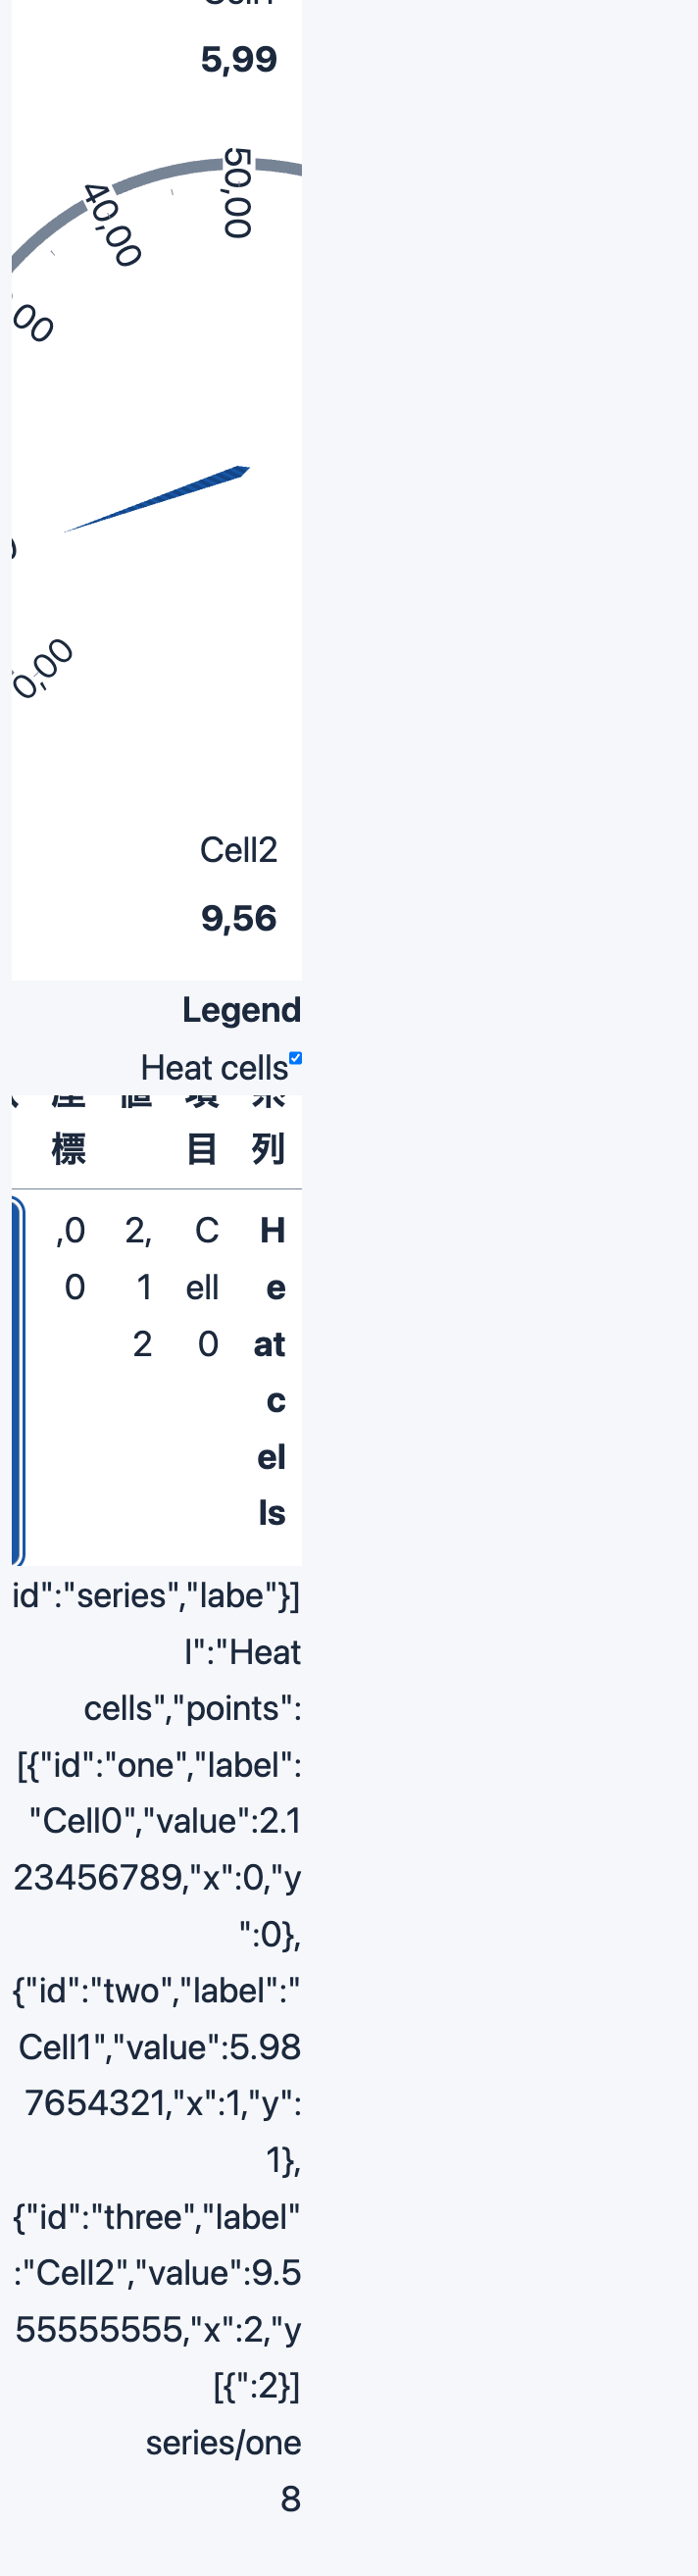 5,99
50,00
40,00
00
0,00
Cell2
9,56
Legend
Heat cells
標 目 列
,0 2, C H
0 1 ell e
2 0 at
c
el
ls
id":"series","labe"}]
l":"Heat
cells","points":
[{"id":"one","label":
"Cell0","value":2.1
23456789,"x":0,"y
":0},
{"id":"two","label":"
Cell1","value":5.98
7654321,"x":1,"y":
1},
{"id":"three","label"
:"Cell2","value":9.5
55555555,"x":2,"y
[{":2}]
series/one
8